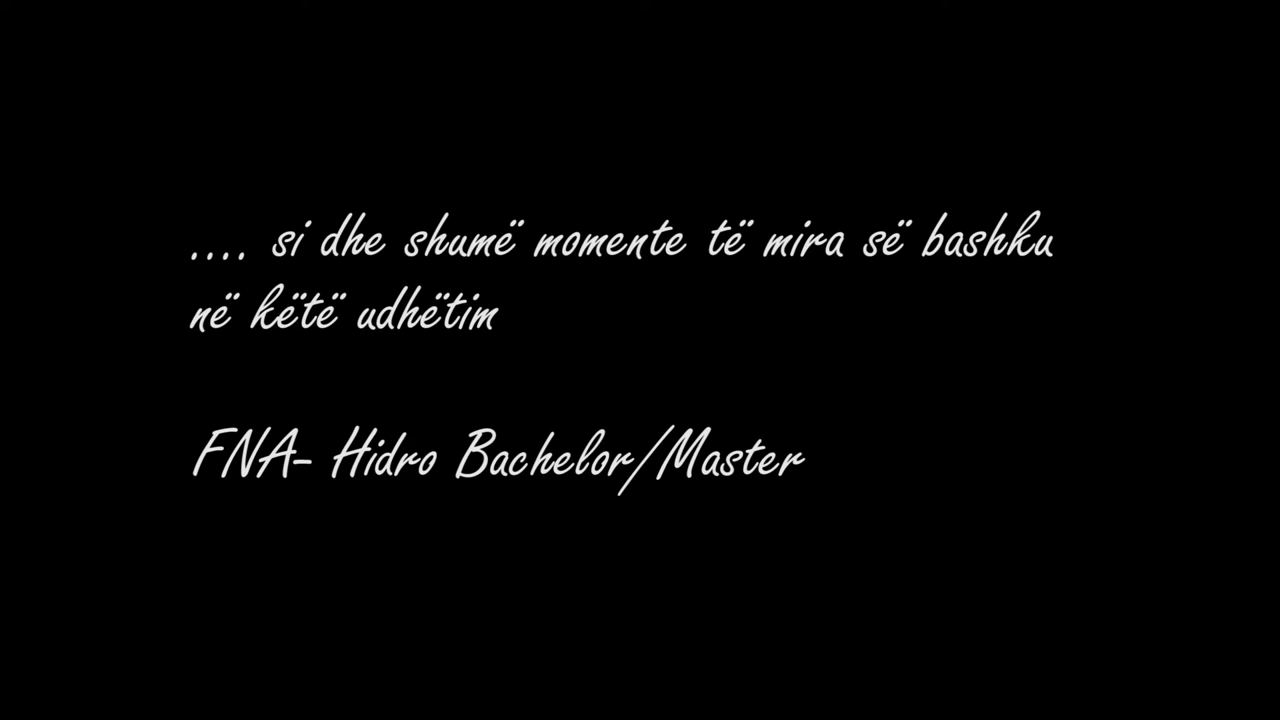 .... si dhe shumë momente të mira së bashku
në këtë udhëtim
FNA- Hidro Bachelor/Master